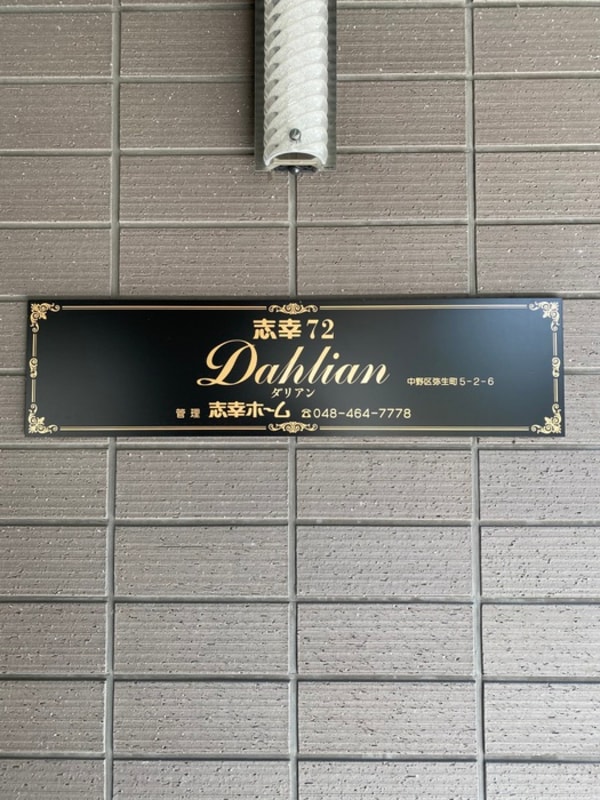 志幸72
Dahlian
ダリアン
中野区弥生町5-2-6
管理 志幸ホーム ☎048-464-7778